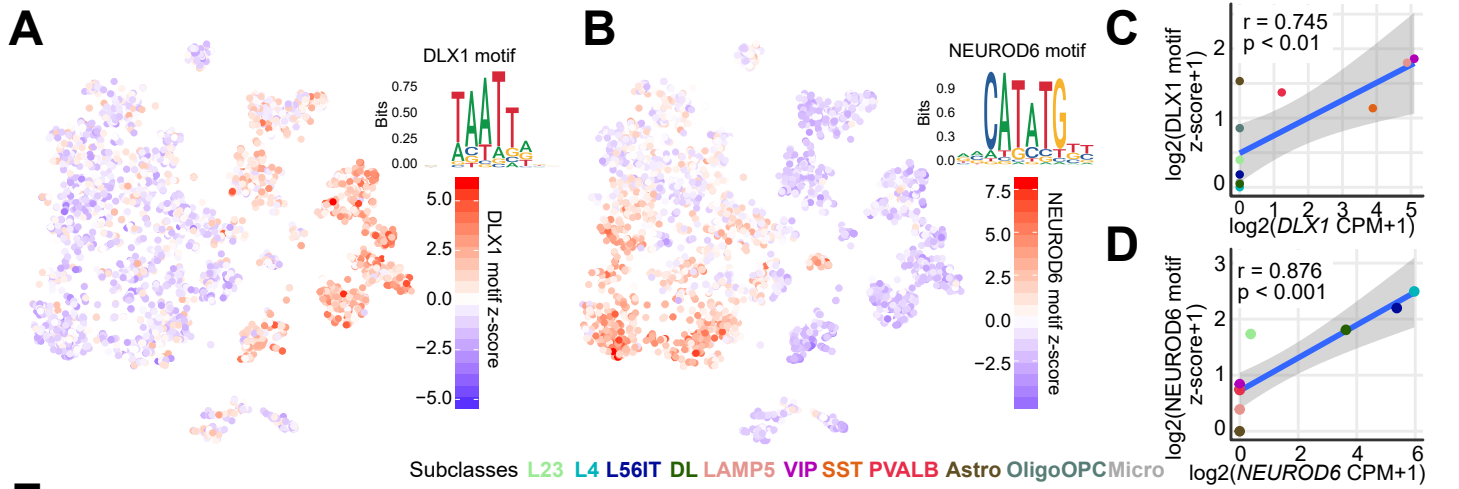 A
DLX1 motif
Bits
0.75
0.50
0.25
0.00
TAATT
5.0
2.5
0.0
−2.5
−5.0
DLX1 motif z-score
B
NEUROD6 motif
Bits
0.9
0.6
0.3
0.0
CATATG
7.5
5.0
2.5
0.0
−2.5
NEUROD6 motif z-score
C
r = 0.745
p < 0.01
log2(DLX1 motif
z-score+1)
2
1
0
0 1 2 3 4 5
log2(DLX1 CPM+1)
D
r = 0.876
p < 0.001
log2(NEUROD6 motif
z-score+1)
3
2
1
0
0 2 4 6
log2(NEUROD6 CPM+1)
Subclasses L23 L4 L56IT DL LAMP5 VIP SST PVALB Astro OligoOPC Micro